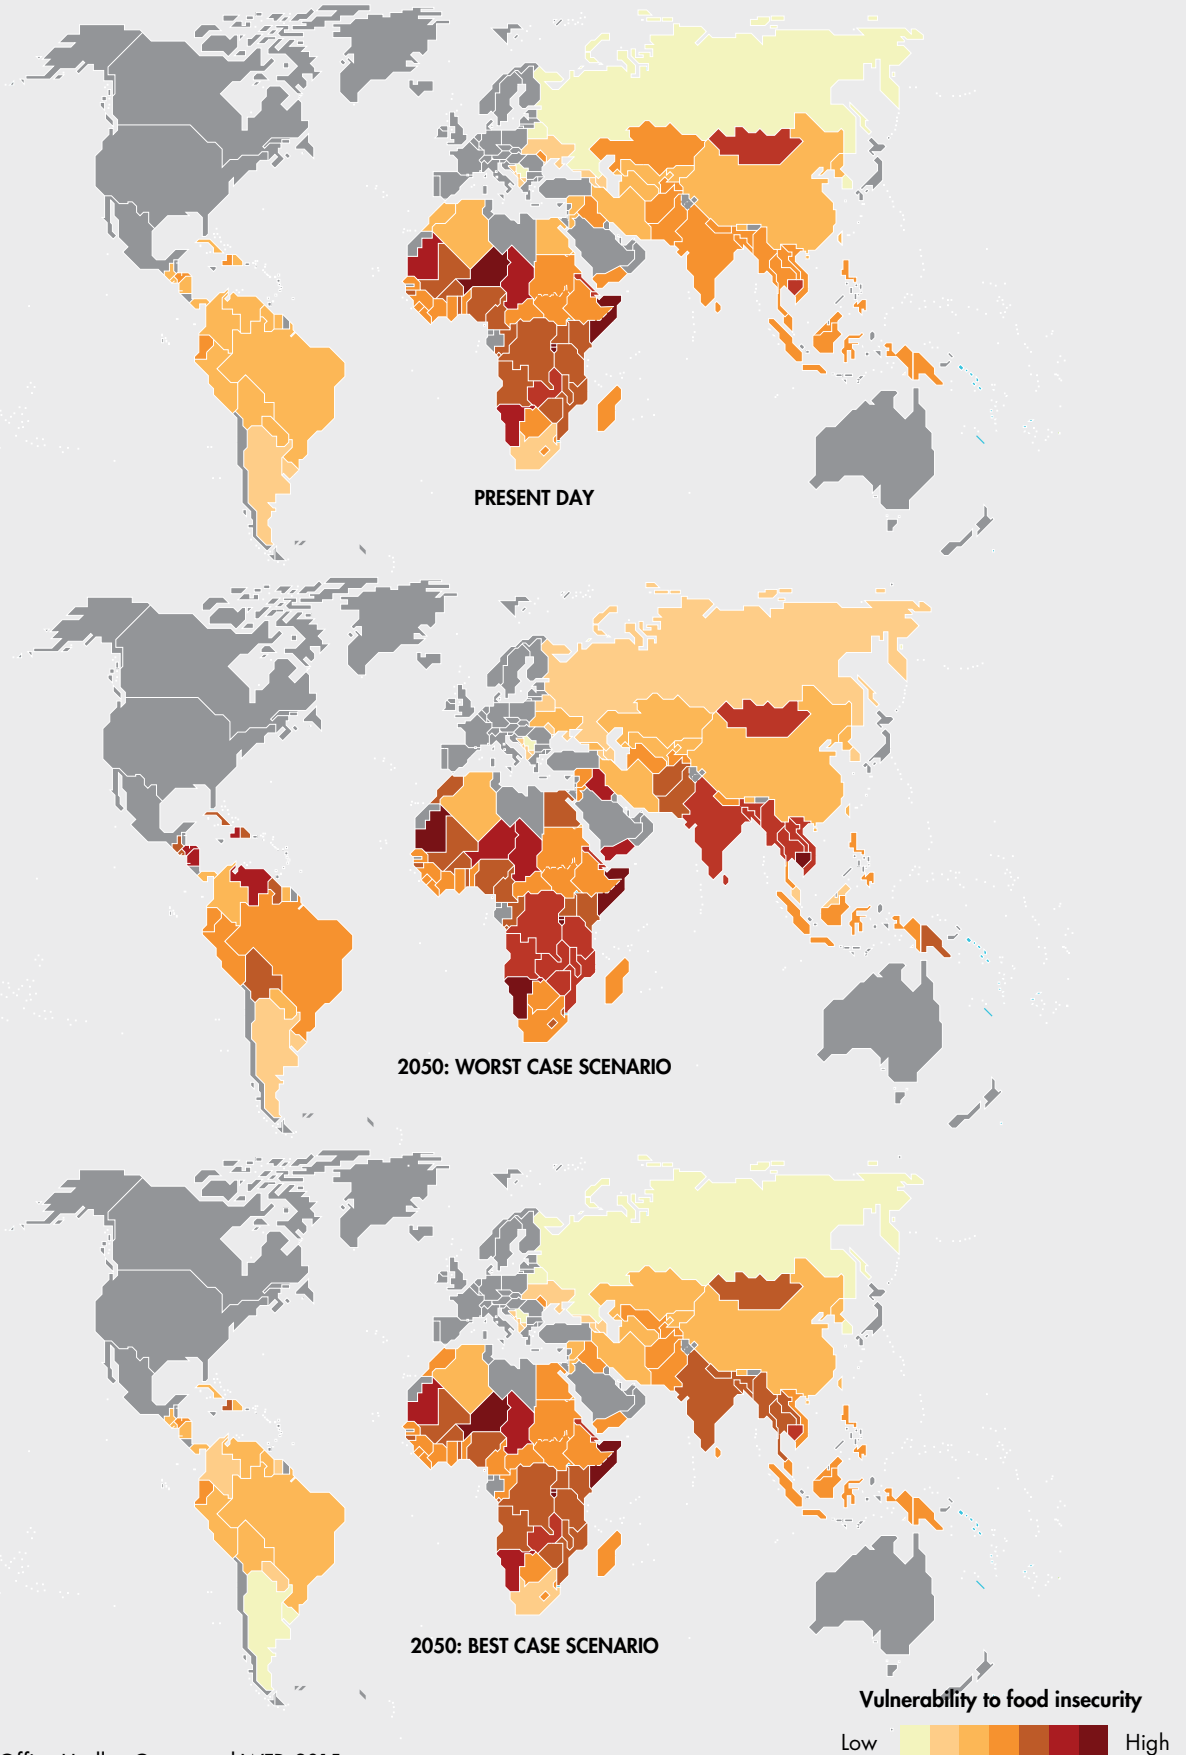 PRESENT DAY
2050: WORST CASE SCENARIO
2050: BEST CASE SCENARIO
Vulnerability to food insecurity
Low High